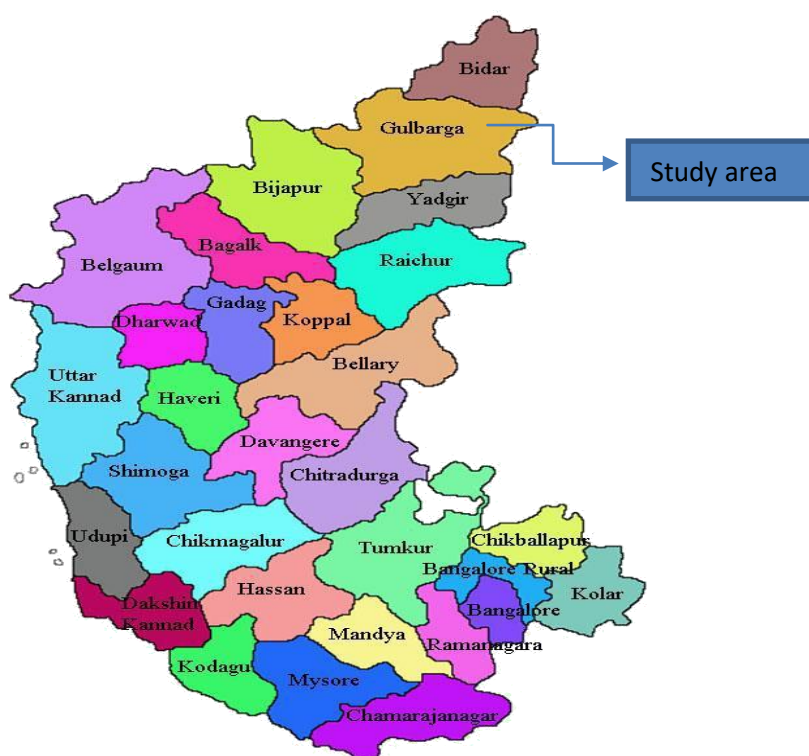 Bidar
Gulbarga
Study area
Bijapur
Yadgir
Bagalk
Raichur
Belgaum
Gadag
Koppal
Dharwad
Bellary
Uttar
Kannad
Haveri
Davangere
Shimoga
Chitradurga
Udupi
Chikmagalur
Tumkur
Chikballapur
Bangalore Rural
Kolar
Hassan
Bangalore
Dakshin
Kannad
Mandya
Ramanagara
Kodagu
Mysore
Chamarajanagar